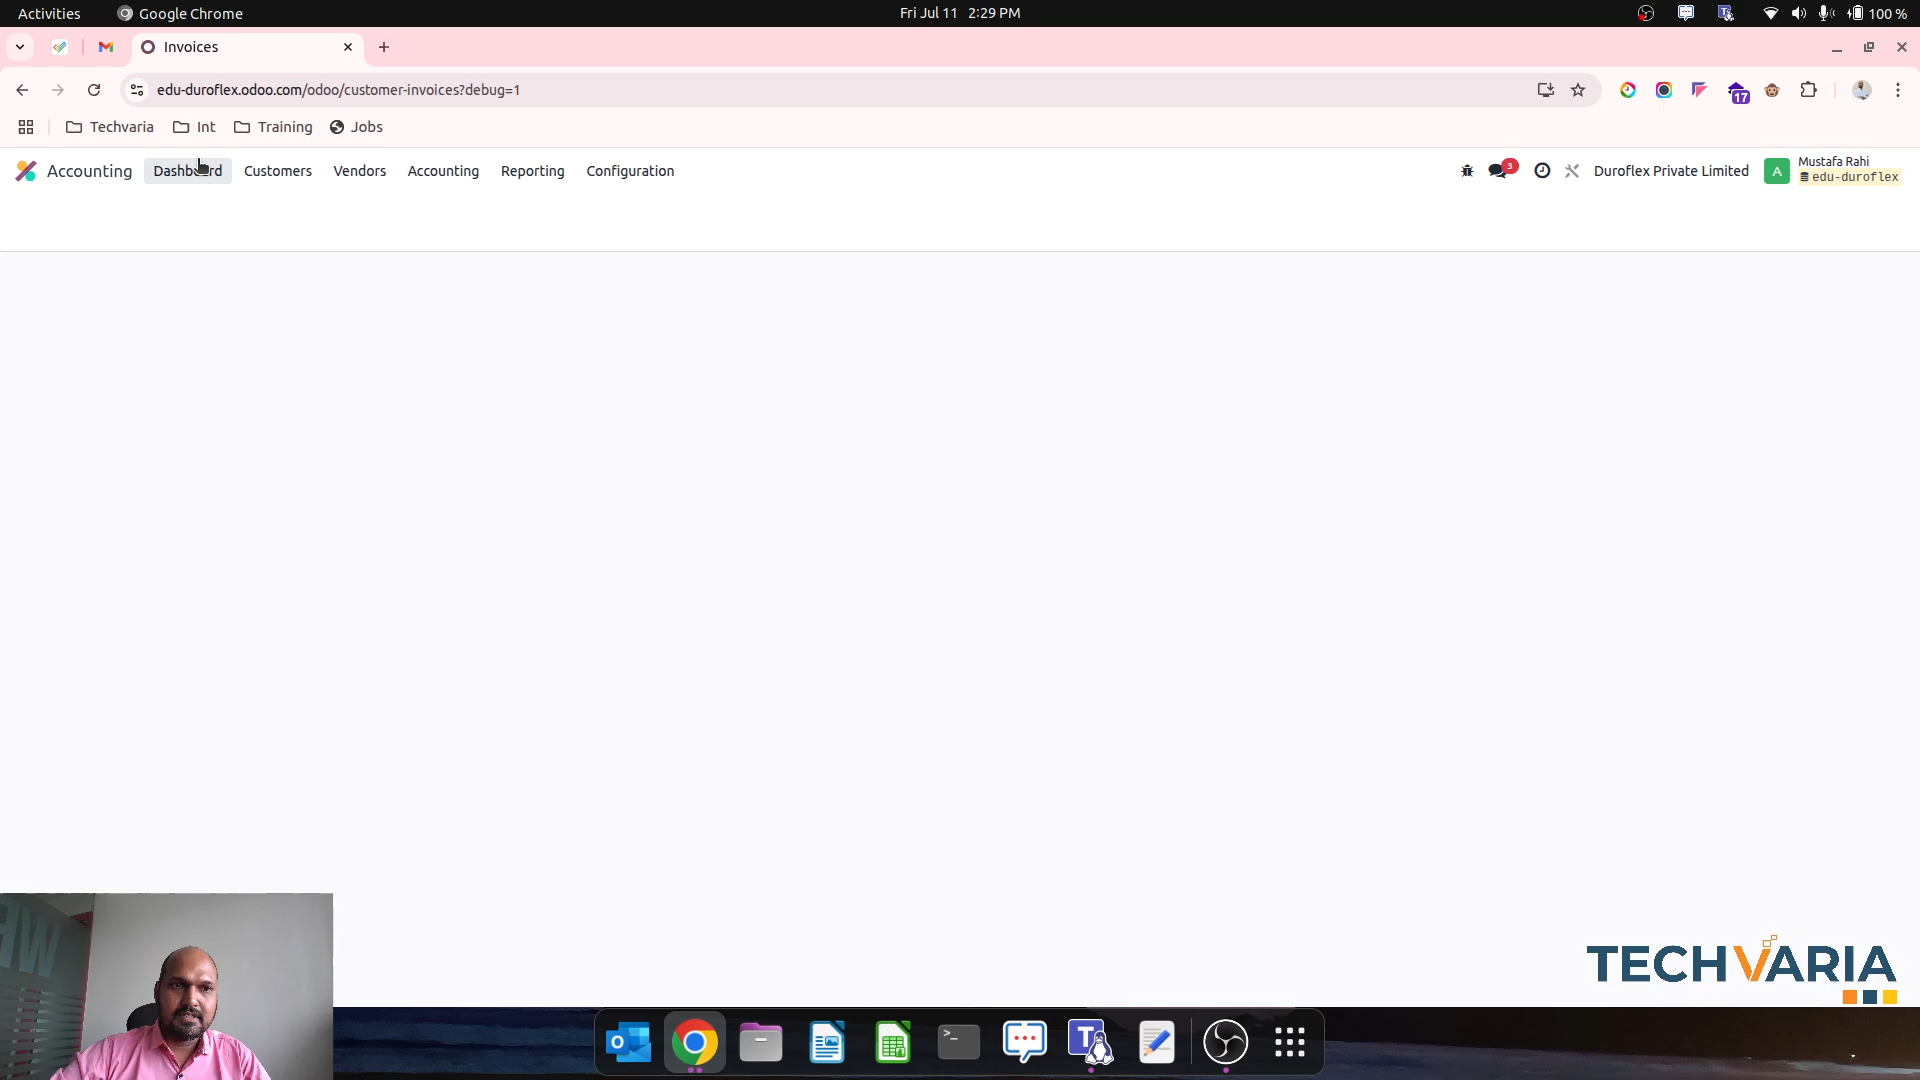 Activities
Google Chrome
Fri Jul 11 2:29 PM
100 %
Invoices
edu-duroflex.odoo.com/odoo/customer-invoices?debug=1
17
Techvaria
Int
Training
Jobs
Accounting
Dashboard
Customers
Vendors
Accounting
Reporting
Configuration
3
Duroflex Private Limited
A
Mustafa Rahi
edu-duroflex
TECHVARIA